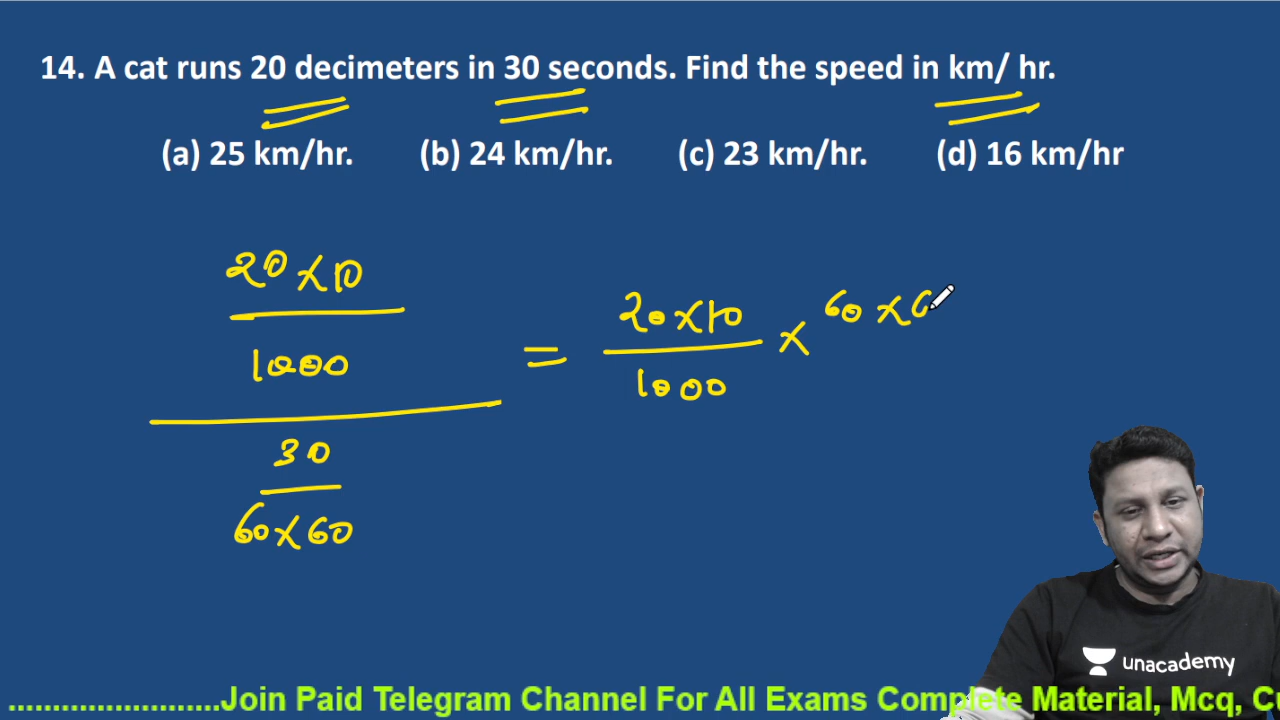 14. A cat runs 20 decimeters in 30 seconds. Find the speed in km/ hr.
(a) 25 km/hr. (b) 24 km/hr. (c) 23 km/hr. (d) 16 km/hr
20 × 10
1000
30
60 × 60
=
20 × 10
1000
× 60 × 6
unacademy
........................Join Paid Telegram Channel For All Exams Complete Material, Mcq,